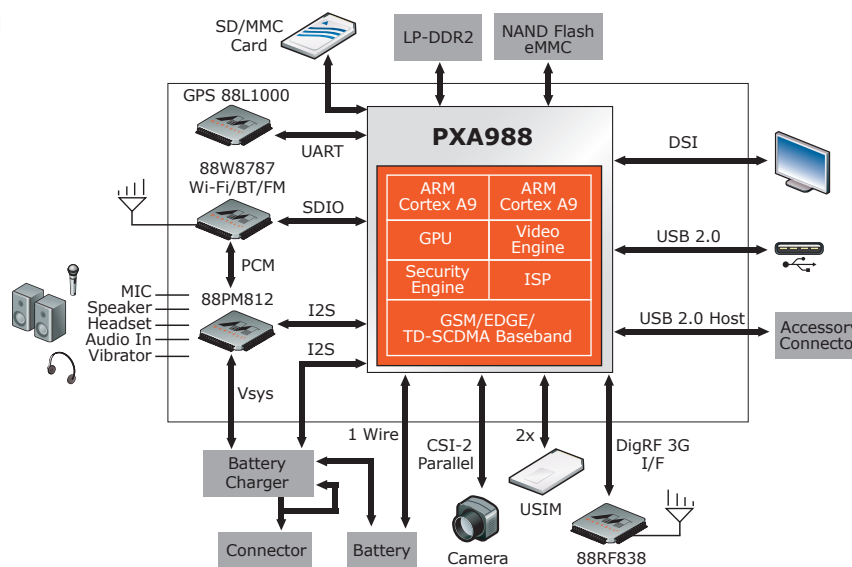 SD/MMC
Card
LP-DDR2
NAND Flash
eMMC
GPS 88L1000
UART
PXA988
DSI
88W8787
Wi-Fi/BT/FM
SDIO
ARM
Cortex A9
ARM
Cortex A9
GPU
Video
Engine
USB 2.0
PCM
Security
Engine
ISP
MIC
Speaker
Headset
Audio In
Vibrator
88PM812
I2S
GSM/EDGE/
TD-SCDMA Baseband
USB 2.0 Host
Accessory
Connector
I2S
Vsys
1 Wire
CSI-2
Parallel
2x
DigRF 3G
I/F
Battery
Charger
USIM
Connector
Battery
Camera
88RF838